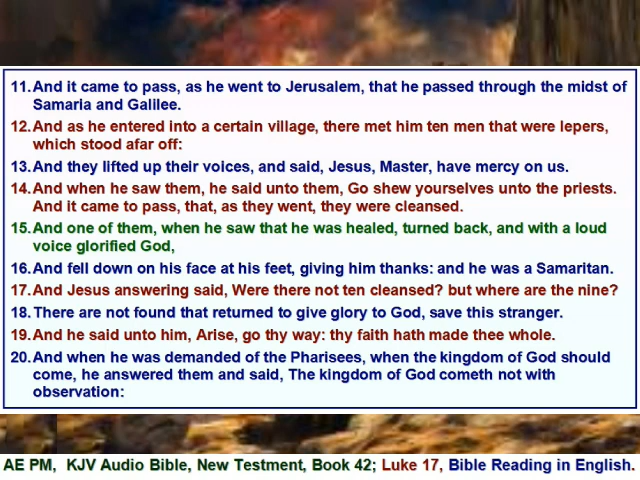 11. And it came to pass, as he went to Jerusalem, that he passed through the midst of
Samaria and Galilee.
12. And as he entered into a certain village, there met him ten men that were lepers,
which stood afar off:
13. And they lifted up their voices, and said, Jesus, Master, have mercy on us.
14. And when he saw them, he said unto them, Go shew yourselves unto the priests.
And it came to pass, that, as they went, they were cleansed.
15. And one of them, when he saw that he was healed, turned back, and with a loud
voice glorified God,
16. And fell down on his face at his feet, giving him thanks: and he was a Samaritan.
17. And Jesus answering said, Were there not ten cleansed? but where are the nine?
18. There are not found that returned to give glory to God, save this stranger.
19. And he said unto him, Arise, go thy way: thy faith hath made thee whole.
20. And when he was demanded of the Pharisees, when the kingdom of God should
come, he answered them and said, The kingdom of God cometh not with
observation:
AE PM, KJV Audio Bible, New Testment, Book 42; Luke 17, Bible Reading in English.